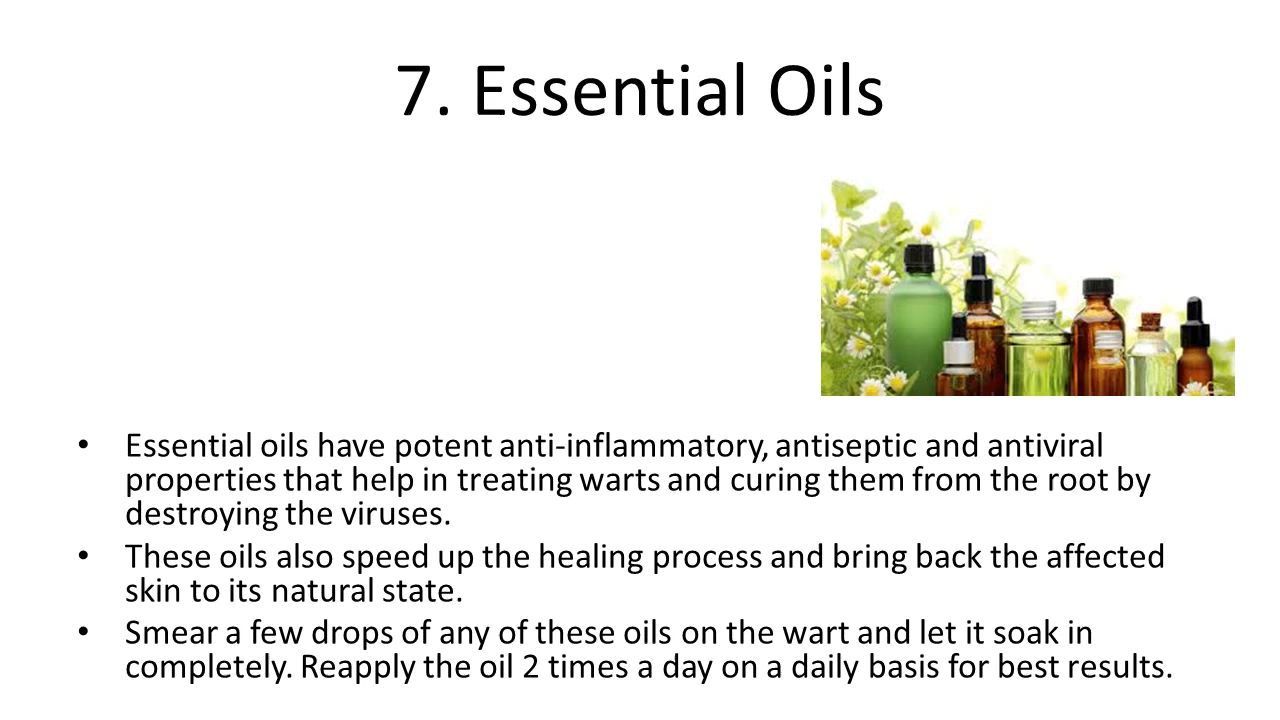 7. Essential Oils
• Essential oils have potent anti-inflammatory, antiseptic and antiviral
properties that help in treating warts and curing them from the root by
destroying the viruses.
• These oils also speed up the healing process and bring back the affected
skin to its natural state.
• Smear a few drops of any of these oils on the wart and let it soak in
completely. Reapply the oil 2 times a day on a daily basis for best results.